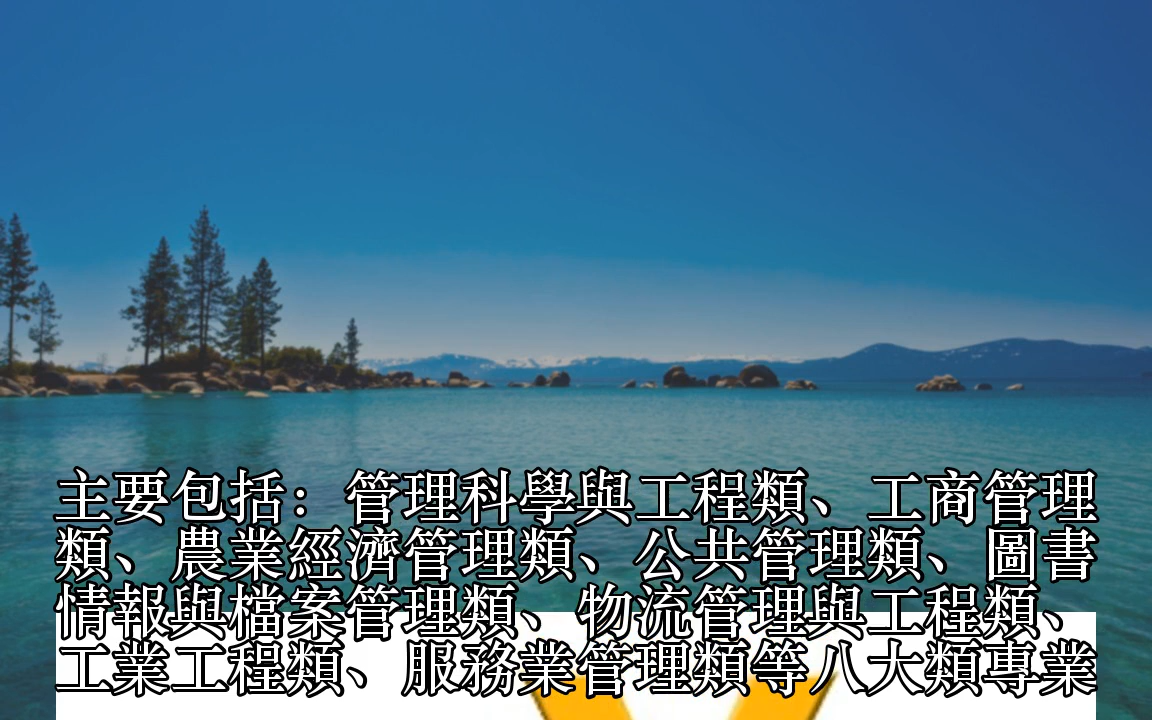 主要包括：管理科學與工程類、工商管理
類、農業經濟管理類、公共管理類、圖書
情報與檔案管理類、物流管理與工程類、
工業工程類、服務業管理類等八大類專業